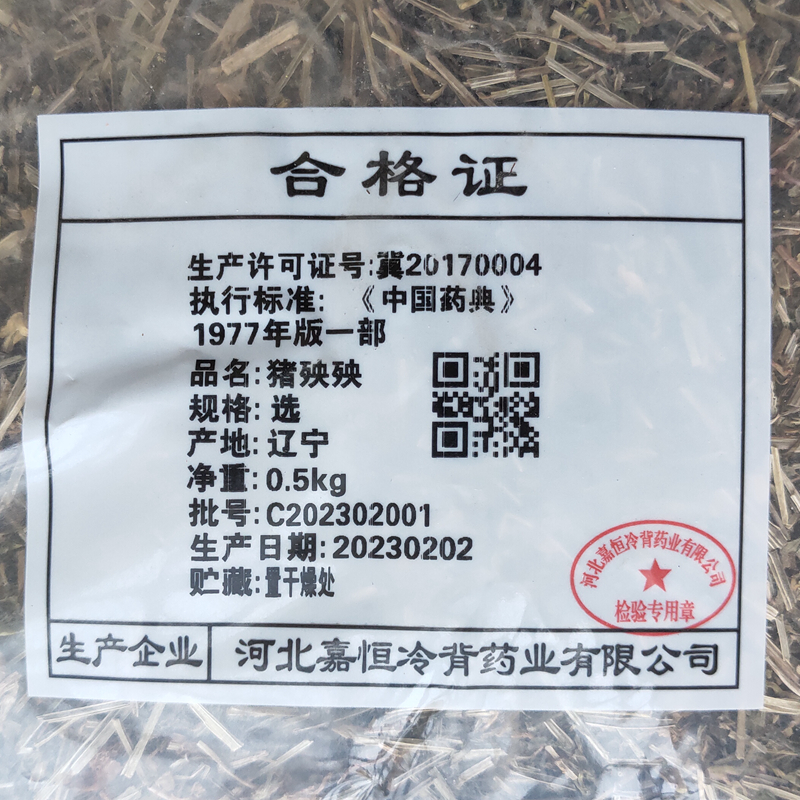 合格证
生产许可证号:冀20170004
执行标准:《中国药典》
1977年版一部
品名:猪殃殃
规格:选
产地:辽宁
净重:0.5kg
批号:C202302001
生产日期:20230202
贮藏:置干燥处
河北嘉恒冷背药业有限公司
检验专用章
生产企业 河北嘉恒冷背药业有限公司